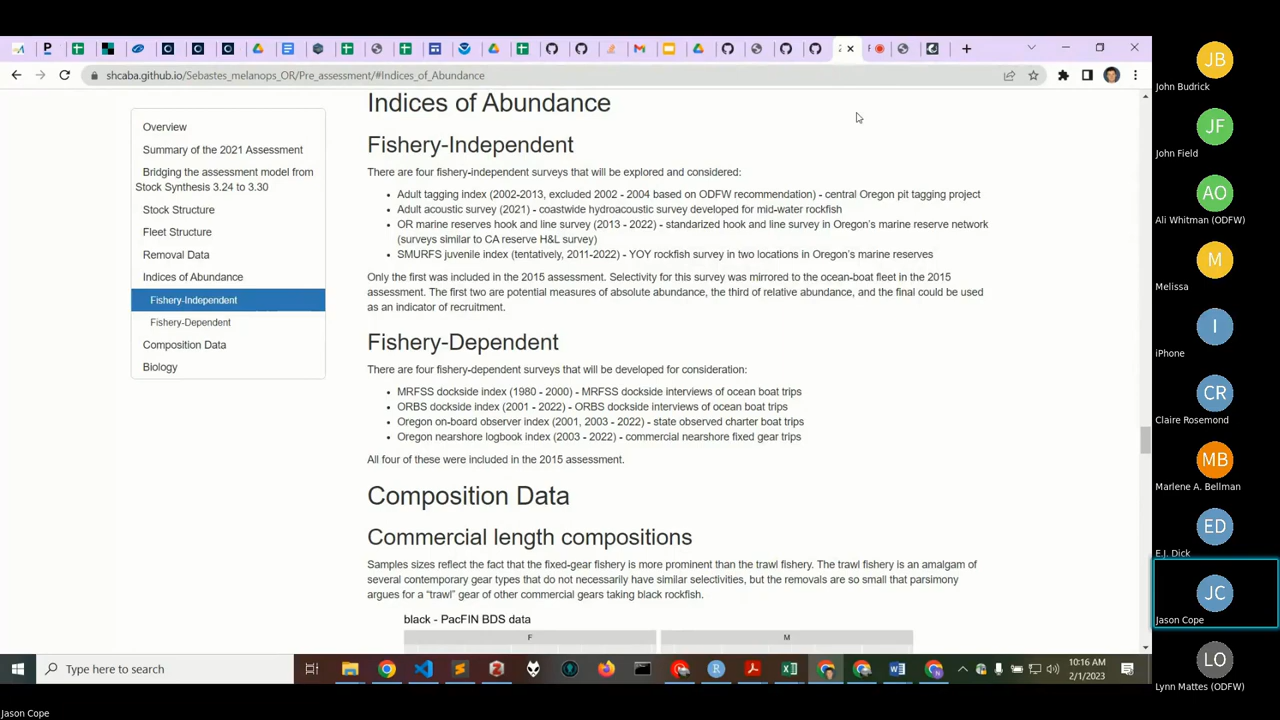 shcaba.github.io/Sebastes_melanops_OR/Pre_assessment/#Indices_of_Abundance
Overview
Summary of the 2021 Assessment
Bridging the assessment model from
Stock Synthesis 3.24 to 3.30
Stock Structure
Fleet Structure
Removal Data
Indices of Abundance
Fishery-Independent
Fishery-Dependent
Composition Data
Biology
Indices of Abundance
Fishery-Independent
There are four fishery-independent surveys that will be explored and considered:
• Adult tagging index (2002-2013, excluded 2002 - 2004 based on ODFW recommendation) - central Oregon pit tagging project
• Adult acoustic survey (2021) - coastwide hydroacoustic survey developed for mid-water rockfish
• OR marine reserves hook and line survey (2013 - 2022) - standarized hook and line survey in Oregon's marine reserve network
(surveys similar to CA reserve H&L survey)
• SMURFS juvenile index (tentatively, 2011-2022) - YOY rockfish survey in two locations in Oregon's marine reserves
Only the first was included in the 2015 assessment. Selectivity for this survey was mirrored to the ocean-boat fleet in the 2015
assessment. The first two are potential measures of absolute abundance, the third of relative abundance, and the final could be used
as an indicator of recruitment.
Fishery-Dependent
There are four fishery-dependent surveys that will be developed for consideration:
• MRFSS dockside index (1980 - 2000) - MRFSS dockside interviews of ocean boat trips
• ORBS dockside index (2001 - 2022) - ORBS dockside interviews of ocean boat trips
• Oregon on-board observer index (2001, 2003 - 2022) - state observed charter boat trips
• Oregon nearshore logbook index (2003 - 2022) - commercial nearshore fixed gear trips
All four of these were included in the 2015 assessment.
Composition Data
Commercial length compositions
Samples sizes reflect the fact that the fixed-gear fishery is more prominent than the trawl fishery. The trawl fishery is an amalgam of
several contemporary gear types that do not necessarily have similar selectivities, but the removals are so small that parsimony
argues for a "trawl" gear of other commercial gears taking black rockfish.
black - PacFIN BDS data
F M
JB
John Budrick
JF
John Field
AO
Ali Whitman (ODFW)
M
Melissa
I
iPhone
CR
Claire Rosemond
MB
Marlene A. Bellman
ED
E.J. Dick
JC
Jason Cope
LO
Lynn Mattes (ODFW)
Type here to search
10:16 AM
2/1/2023
Jason Cope